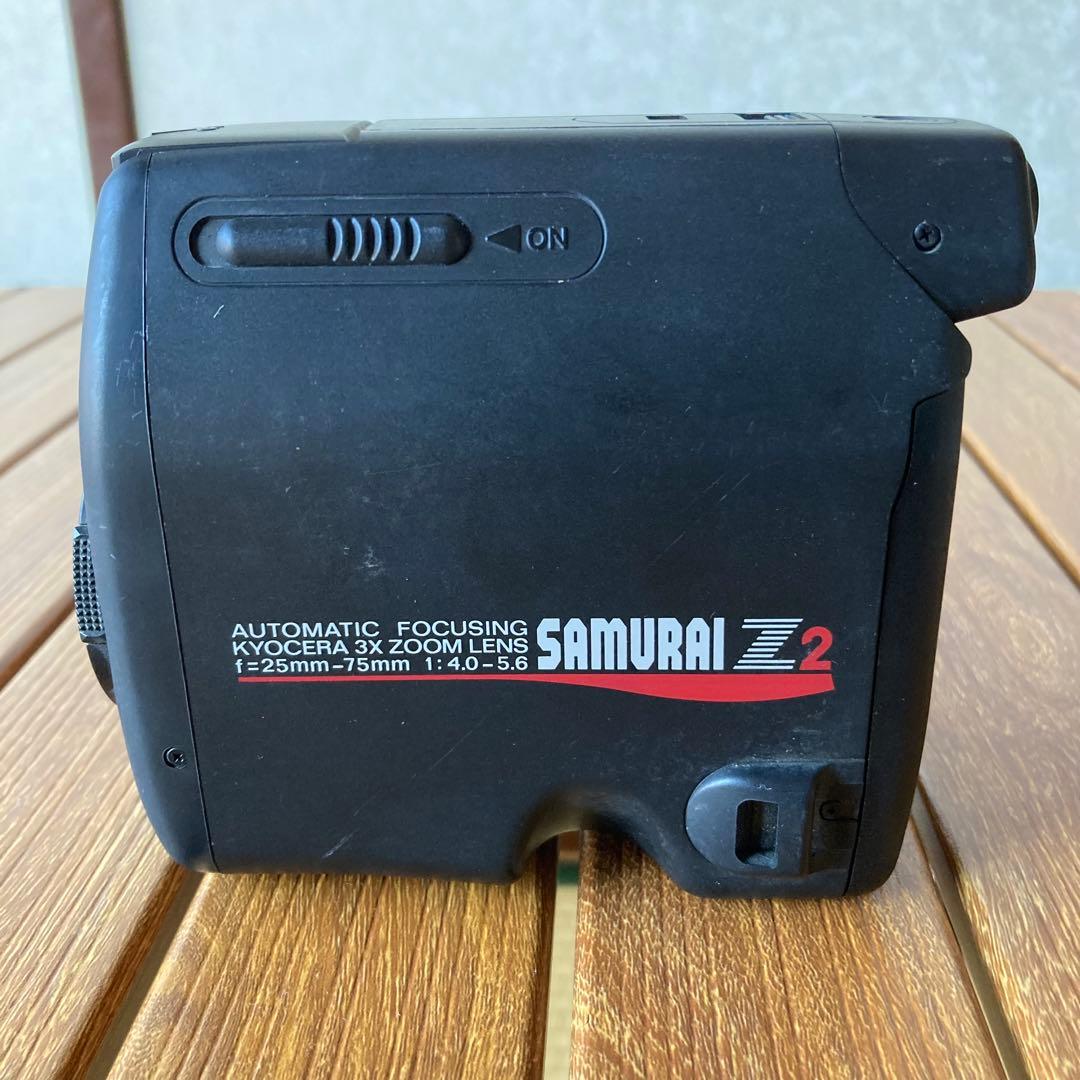 ON
AUTOMATIC FOCUSING
KYOCERA 3X ZOOM LENS
f=25mm-75mm 1:4.0-5.6
SAMURAI Z2